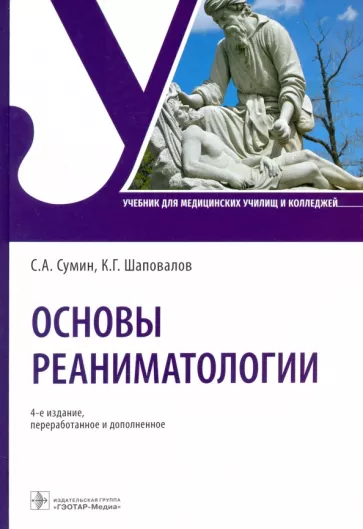 У
УЧЕБНИК ДЛЯ МЕДИЦИНСКИХ УЧИЛИЩ И КОЛЛЕДЖЕЙ
С.А. Сумин, К.Г. Шаповалов
ОСНОВЫ
РЕАНИМАТОЛОГИИ
4-е издание,
переработанное и дополненное
ИЗДАТЕЛЬСКАЯ ГРУППА
«ГЭОТАР-Медиа»